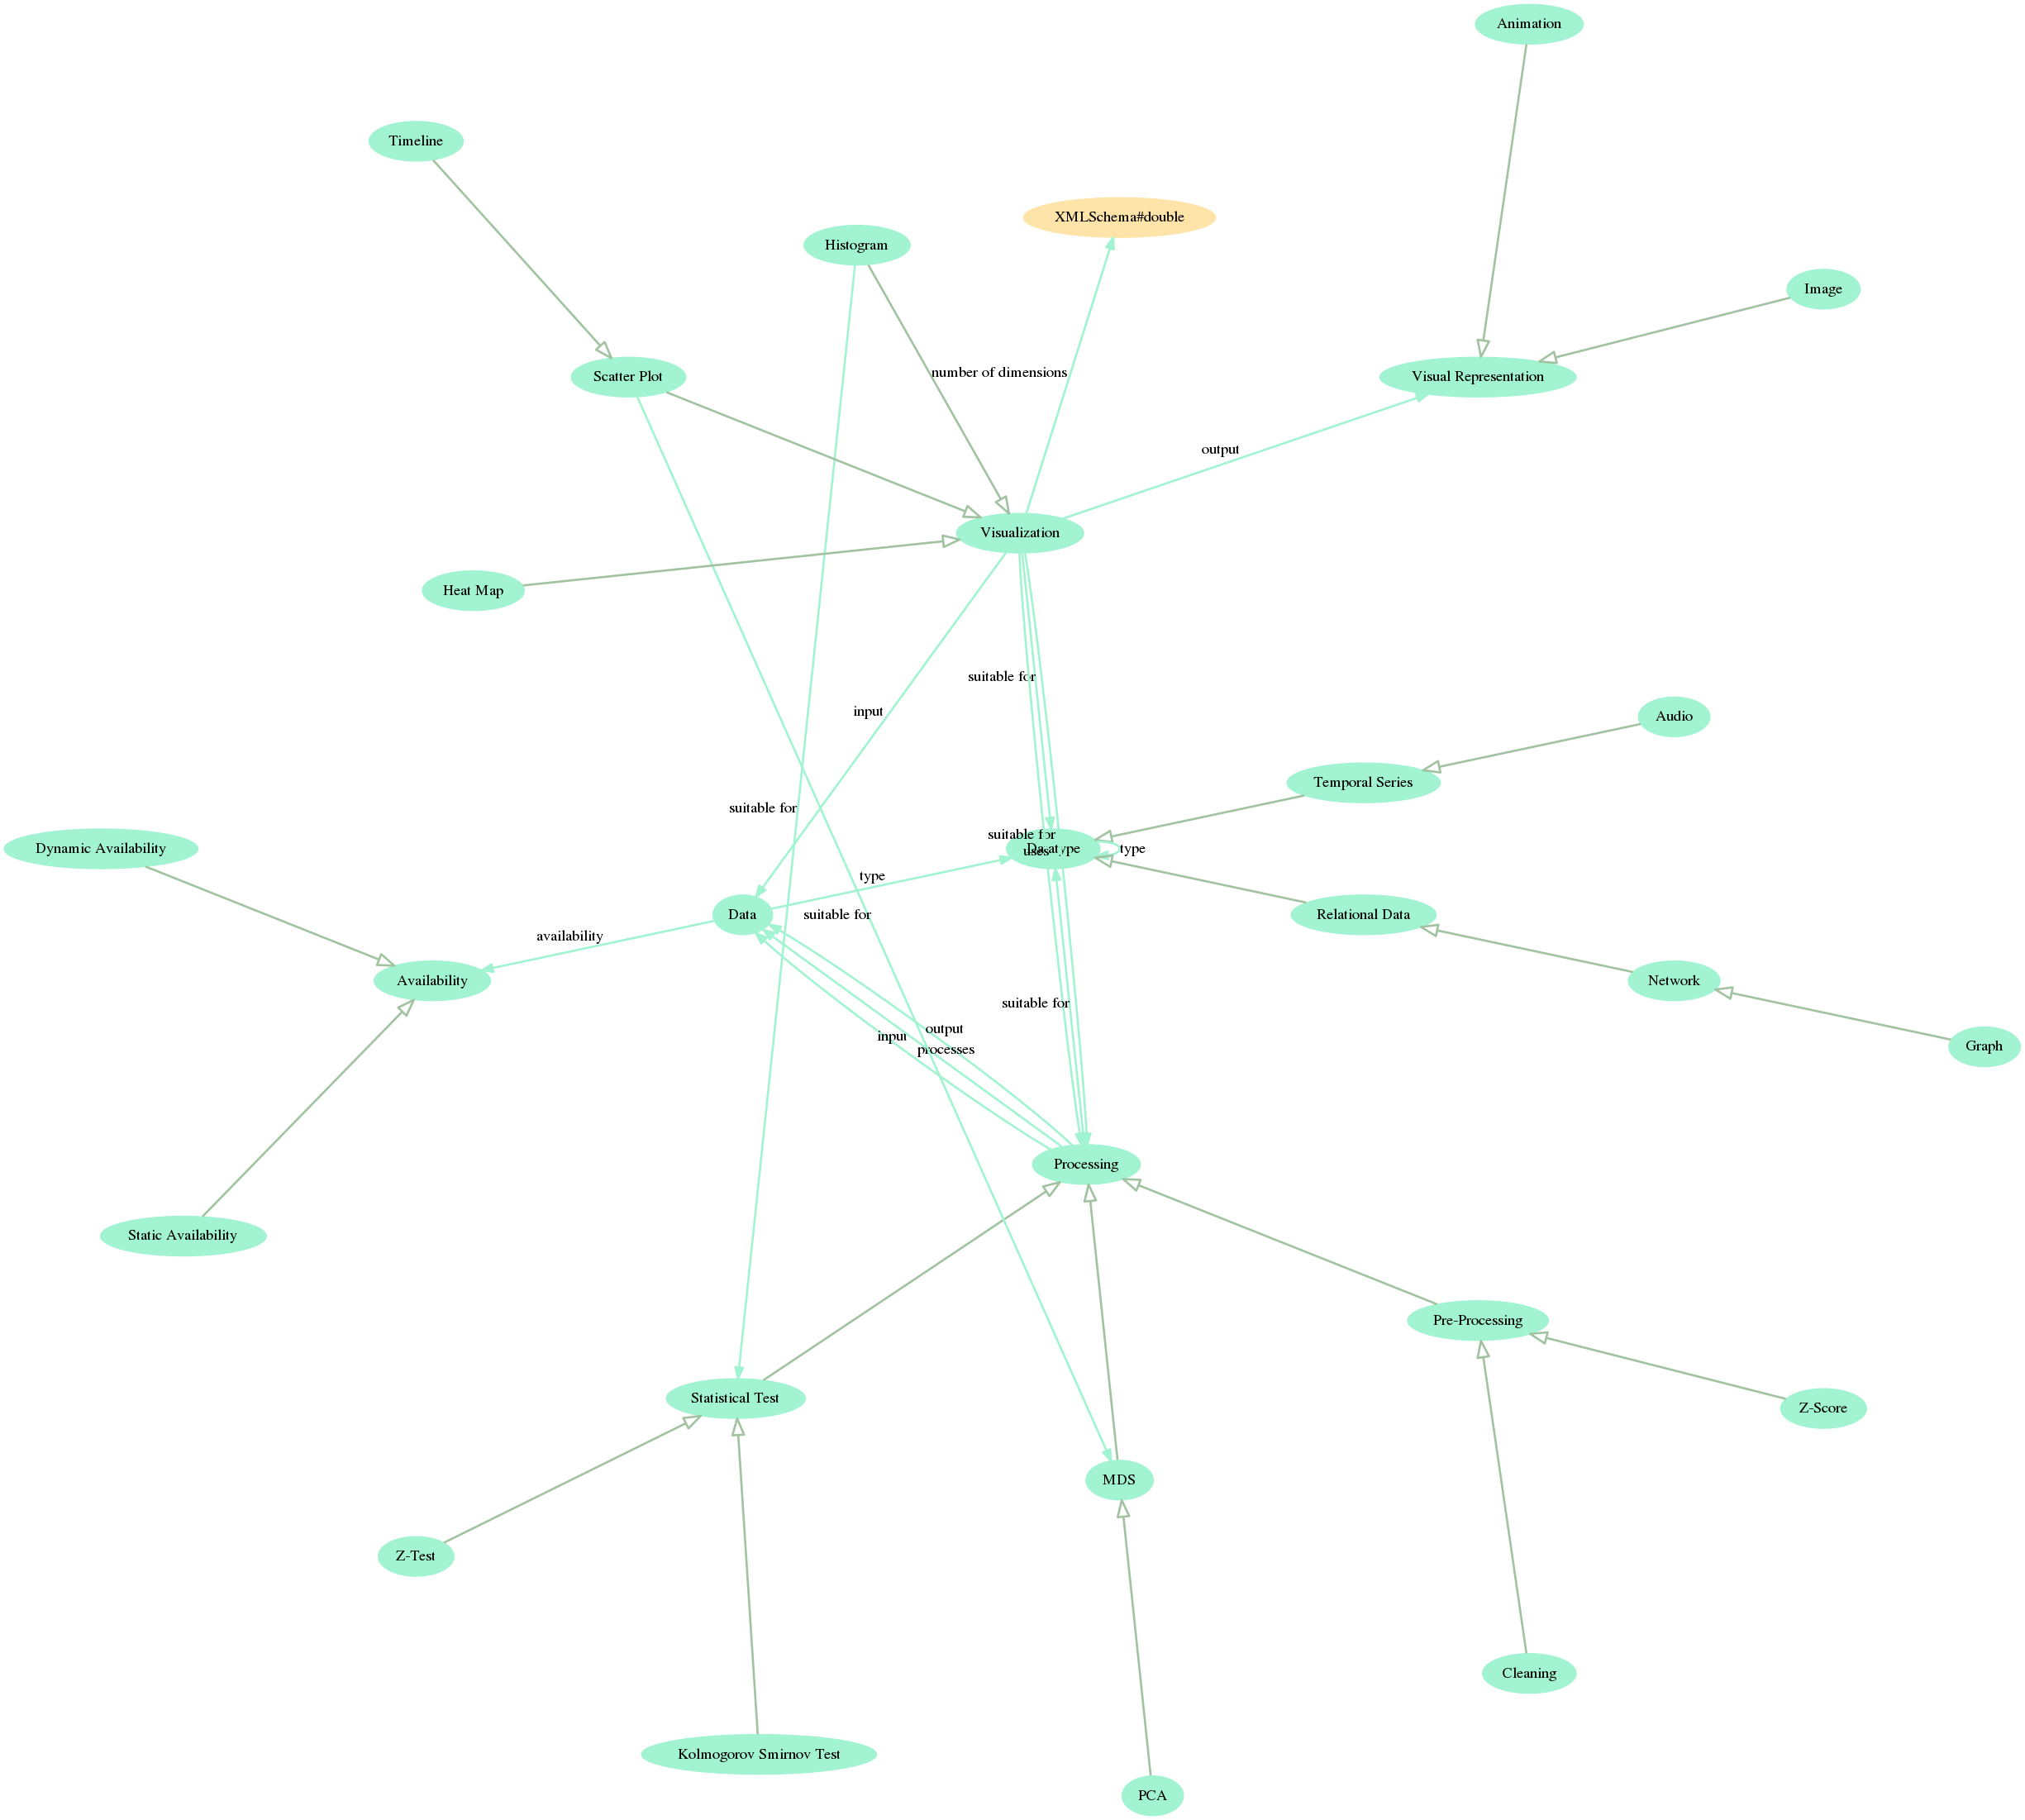 Animation
Timeline
XMLSchema#double
Histogram
Image
number of dimensions
Scatter Plot
Visual Representation
output
Visualization
Heat Map
suitable for
input
Audio
Temporal Series
suitable for
suitable for
Dynamic Availability
uses
Datatype
type
type
Data
suitable for
Relational Data
availability
Availability
Network
suitable for
output
input
processes
Graph
Processing
Static Availability
Pre-Processing
Statistical Test
Z-Score
MDS
Z-Test
Cleaning
Kolmogorov Smirnov Test
PCA